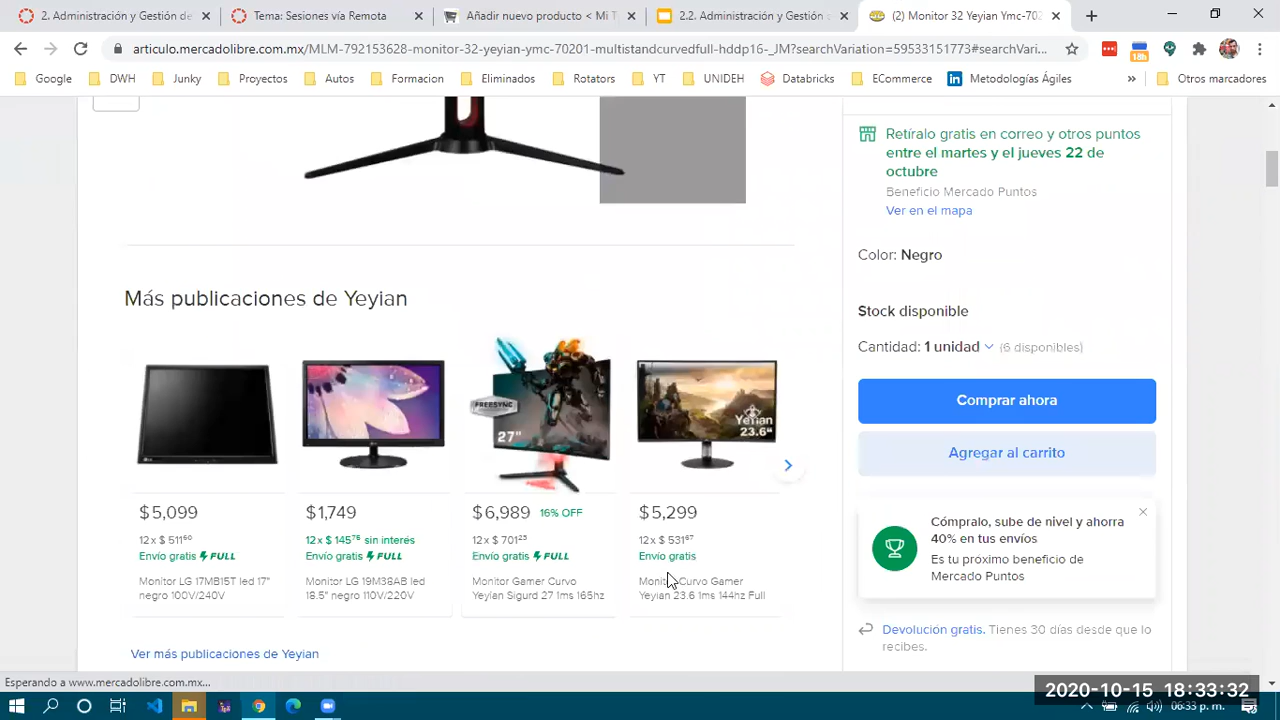 2. Administración y Gestión de
Tema: Sesiones vía Remota
Añadir nuevo producto < Mi T
2.2. Administración y Gestión
(2) Monitor 32 Yeyian Ymc-70
articulo.mercadolibre.com.mx/MLM-792153628-monitor-32-yeyian-ymc-70201-multistandcurvedfull-hddp16-_JM?searchVariation=59533151773#searchVari...
18h
Google DWH Junky Proyectos Autos Formacion Eliminados Rotators YT UNIDEH Databricks ECommerce Metodologías Ágiles » Otros marcadores
Retíralo gratis en correo y otros puntos
entre el martes y el jueves 22 de
octubre
Beneficio Mercado Puntos
Ver en el mapa
Color: Negro
Stock disponible
Cantidad: 1 unidad (6 disponibles)
Comprar ahora
Agregar al carrito
Cómpralo, sube de nivel y ahorra
40% en tus envíos
Es tu próximo beneficio de
Mercado Puntos
Devolución gratis. Tienes 30 días desde que lo
recibes.
Más publicaciones de Yeyian
FREESYNC
27"
Yeyian
23.6"
$ 5,099
12x $ 511⁶⁰
Envío gratis FULL
Monitor LG 17MB15T led 17"
negro 100V/240V
$ 1,749
12x $ 145⁷⁵ sin interés
Envío gratis FULL
Monitor LG 19M38AB led
18.5" negro 110V/220V
$ 6,989 16% OFF
12x $ 701²³
Envío gratis FULL
Monitor Gamer Curvo
Yeyian Sigurd 27 1ms 165hz
$ 5,299
12x $ 531⁶⁷
Envío gratis
Monitor Curvo Gamer
Yeyian 23.6 1ms 144hz Full
Ver más publicaciones de Yeyian
Esperando a www.mercadolibre.com.mx...
2020-10-15 18:33:32
06:33 p. m.